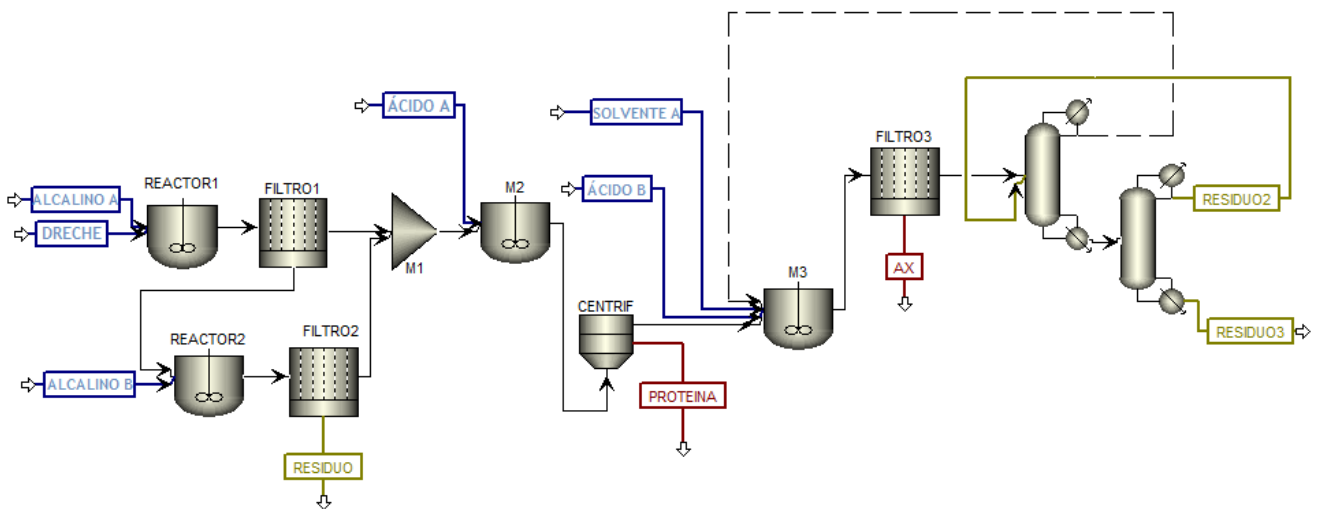 ÁCIDO A
SOLVENTE A
FILTRO3
REACTOR1
FILTRO1
M2
ALCALINO A
ÁCIDO B
RESIDUO2
DRECHE
M1
AX
M3
CENTRIF
REACTOR2
FILTRO2
RESIDUO3
ALCALINO B
PROTEINA
RESIDUO